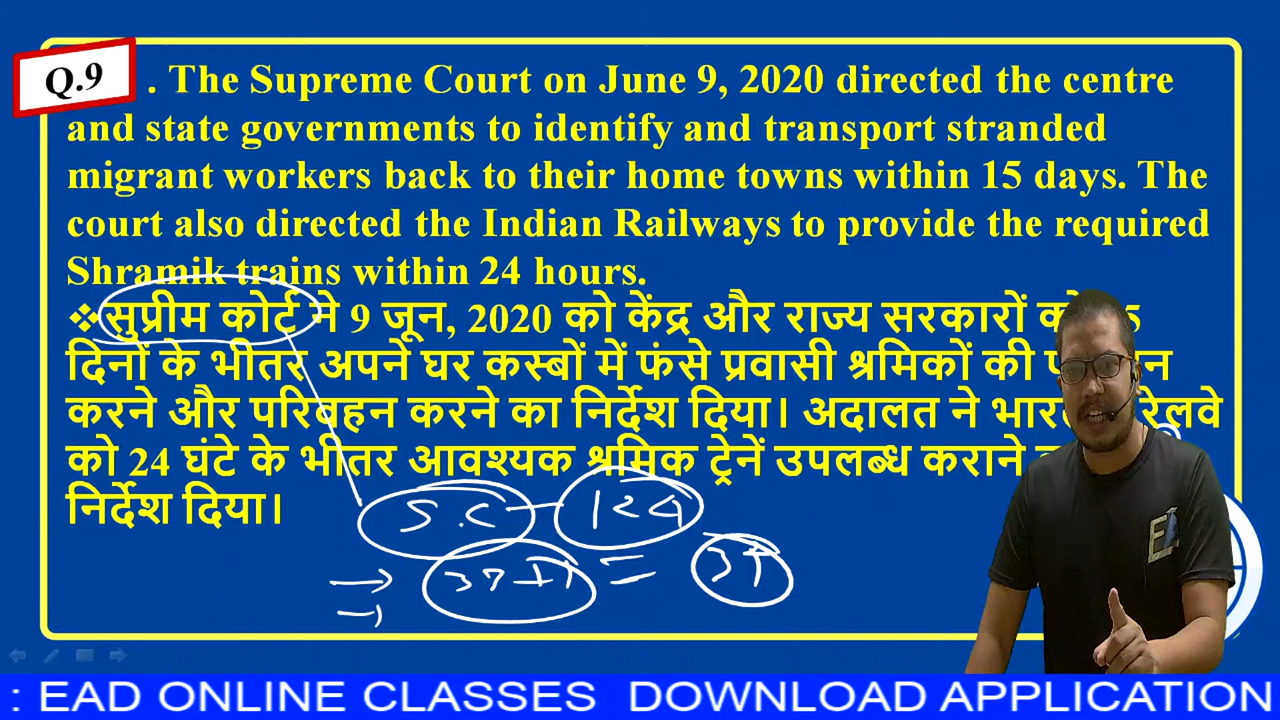 Q.9
. The Supreme Court on June 9, 2020 directed the centre
and state governments to identify and transport stranded
migrant workers back to their home towns within 15 days. The
court also directed the Indian Railways to provide the required
Shramik trains within 24 hours.
❖सुप्रीम कोर्ट ने 9 जून, 2020 को केंद्र और राज्य सरकारों 5
दिनों के भीतर अपने घर कस्बों में फंसे प्रवासी श्रमिकों की
करने और परिवहन करने का निर्देश दिया। अदालत ने रेलवे
को 24 घंटे के भीतर आवश्यक श्रमिक ट्रेनें उपलब्ध कराने
निर्देश दिया।
S.C - 124
: EAD ONLINE CLASSES DOWNLOAD APPLICATION